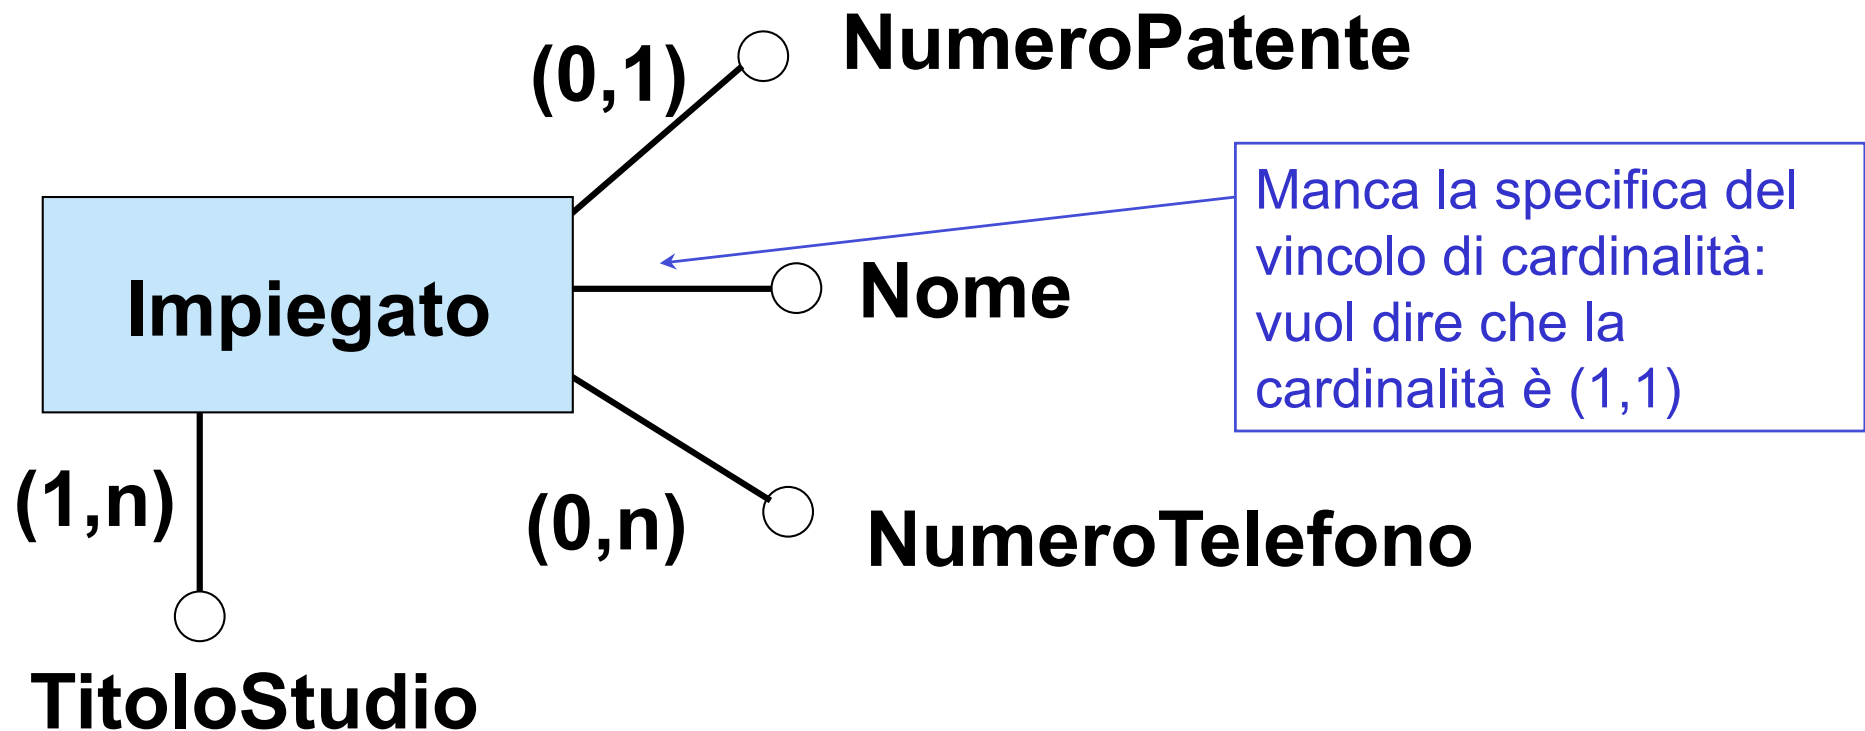 (0,1)
NumeroPatente
Manca la specifica del
vincolo di cardinalità:
vuol dire che la
cardinalità è (1,1)
Impiegato
Nome
(1,n)
(0,n)
NumeroTelefono
TitoloStudio